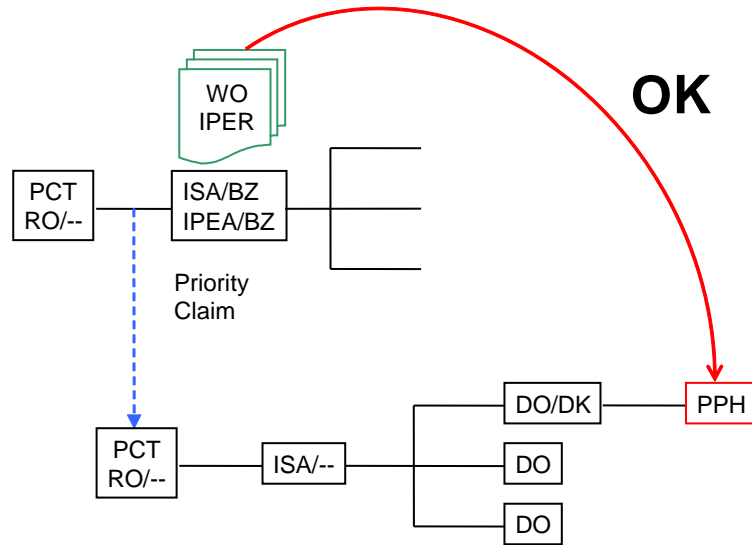 WO
IPER
OK
PCT
RO/--
ISA/BZ
IPEA/BZ
Priority
Claim
DO/DK
PPH
PCT
RO/--
ISA/--
DO
DO